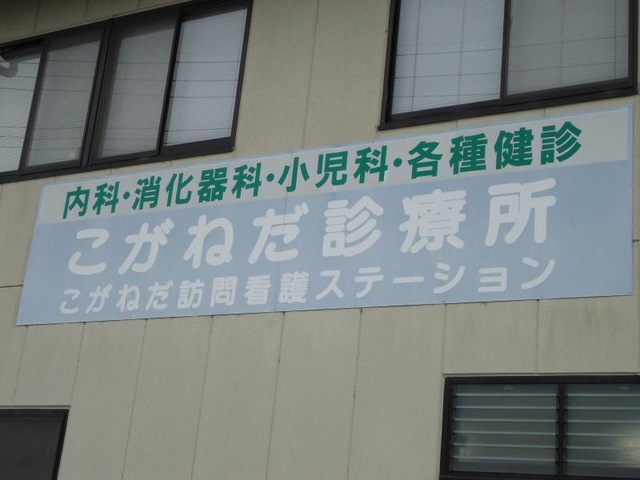 内科・消化器科・小児科・各種健診
こがねだ診療所
こがねだ訪問看護ステーション